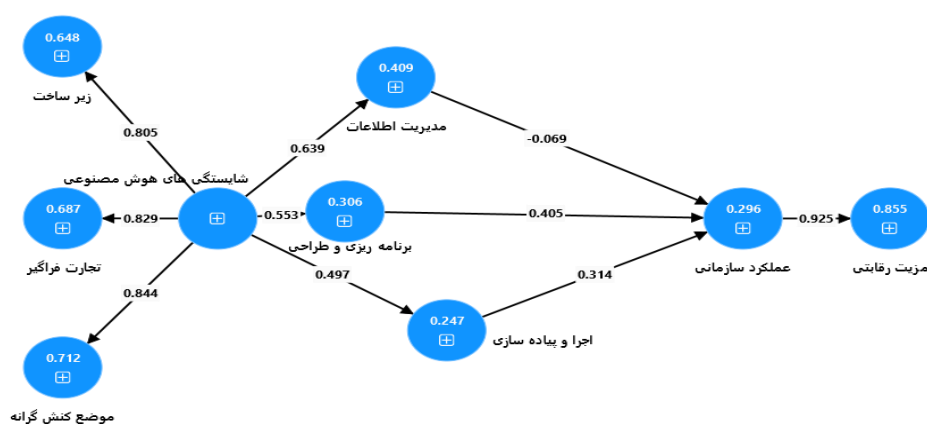 0.648
زیر ساخت
0.805
0.409
مدیریت اطلاعات
0.639
-0.069
شایستگی های هوش مصنوعی
0.687
تجارت فراگیر
0.829
0.553
0.306
برنامه ریزی و طراحی
0.405
0.296
عملکرد سازمانی
0.925
0.855
مزیت رقابتی
0.497
0.314
0.844
0.247
اجرا و پیاده سازی
0.712
موضع کنش گرانه